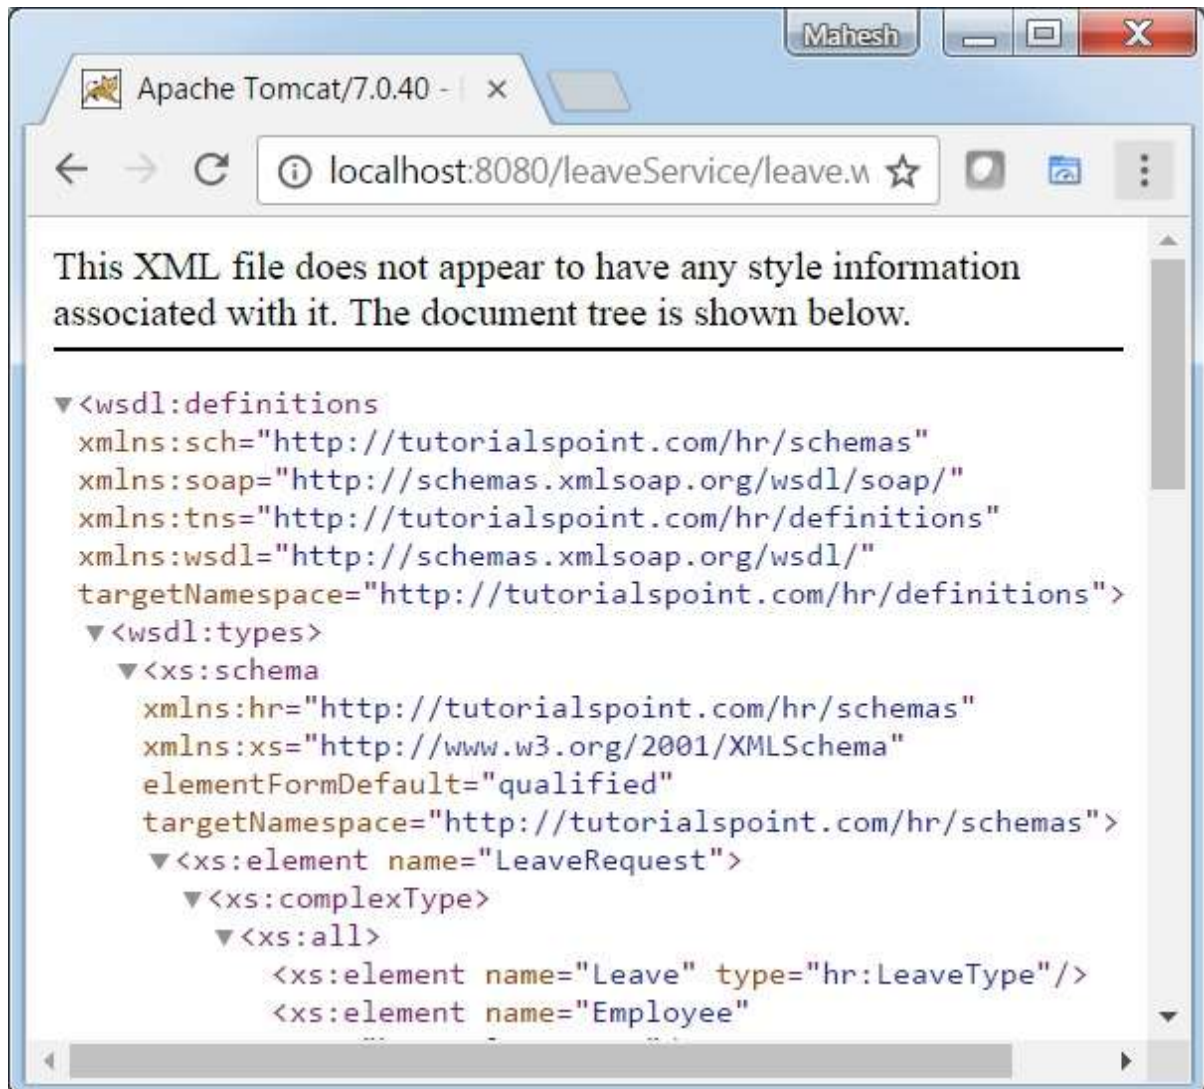 Mahesh
Apache Tomcat/7.0.40 -
localhost:8080/leaveService/leave.w
This XML file does not appear to have any style information
associated with it. The document tree is shown below.
<wsdl:definitions
xmlns:sch="http://tutorialspoint.com/hr/schemas"
xmlns:soap="http://schemas.xmlsoap.org/wsdl/soap/"
xmlns:tns="http://tutorialspoint.com/hr/definitions"
xmlns:wsdl="http://schemas.xmlsoap.org/wsdl/"
targetNamespace="http://tutorialspoint.com/hr/definitions">
<wsdl:types>
<xs:schema
xmlns:hr="http://tutorialspoint.com/hr/schemas"
xmlns:xs="http://www.w3.org/2001/XMLSchema"
elementFormDefault="qualified"
targetNamespace="http://tutorialspoint.com/hr/schemas">
<xs:element name="LeaveRequest">
<xs:complexType>
<xs:all>
<xs:element name="Leave" type="hr:LeaveType"/>
<xs:element name="Employee"